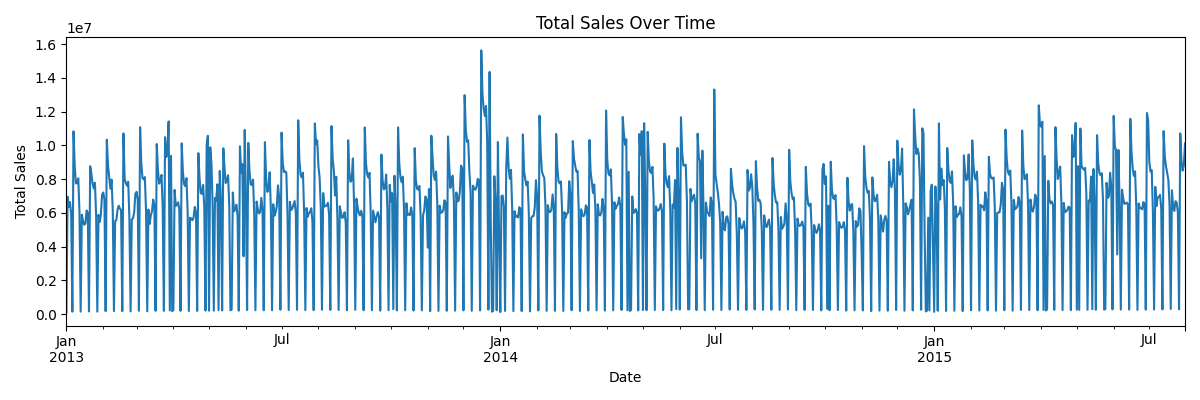 Total Sales Over Time
1e7
1.6
1.4
1.2
1.0
0.8
0.6
0.4
0.2
0.0
Total Sales
Jan Jul Jan Jul Jan Jul
2013 2014 2015
Date